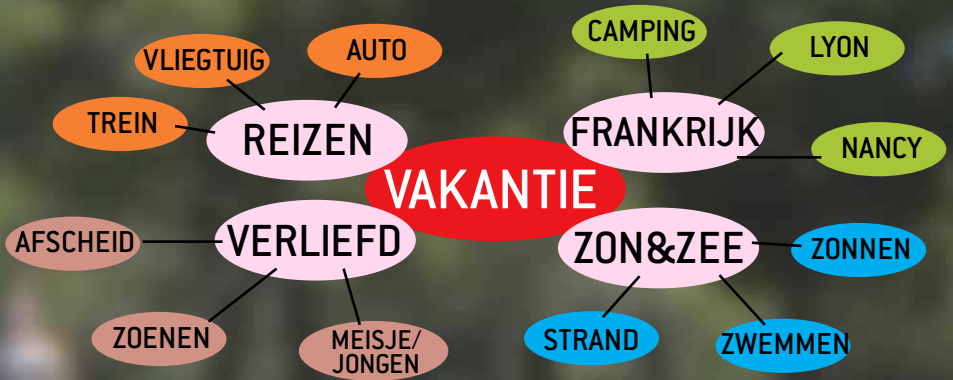 CAMPING
AUTO
LYON
VLIEGTUIG
TREIN
REIZEN
FRANKRIJK
NANCY
VAKANTIE
AFSCHEID
VERLIEFD
ZON&ZEE
ZONNEN
ZOENEN
MEISJE/
JONGEN
STRAND
ZWEMMEN